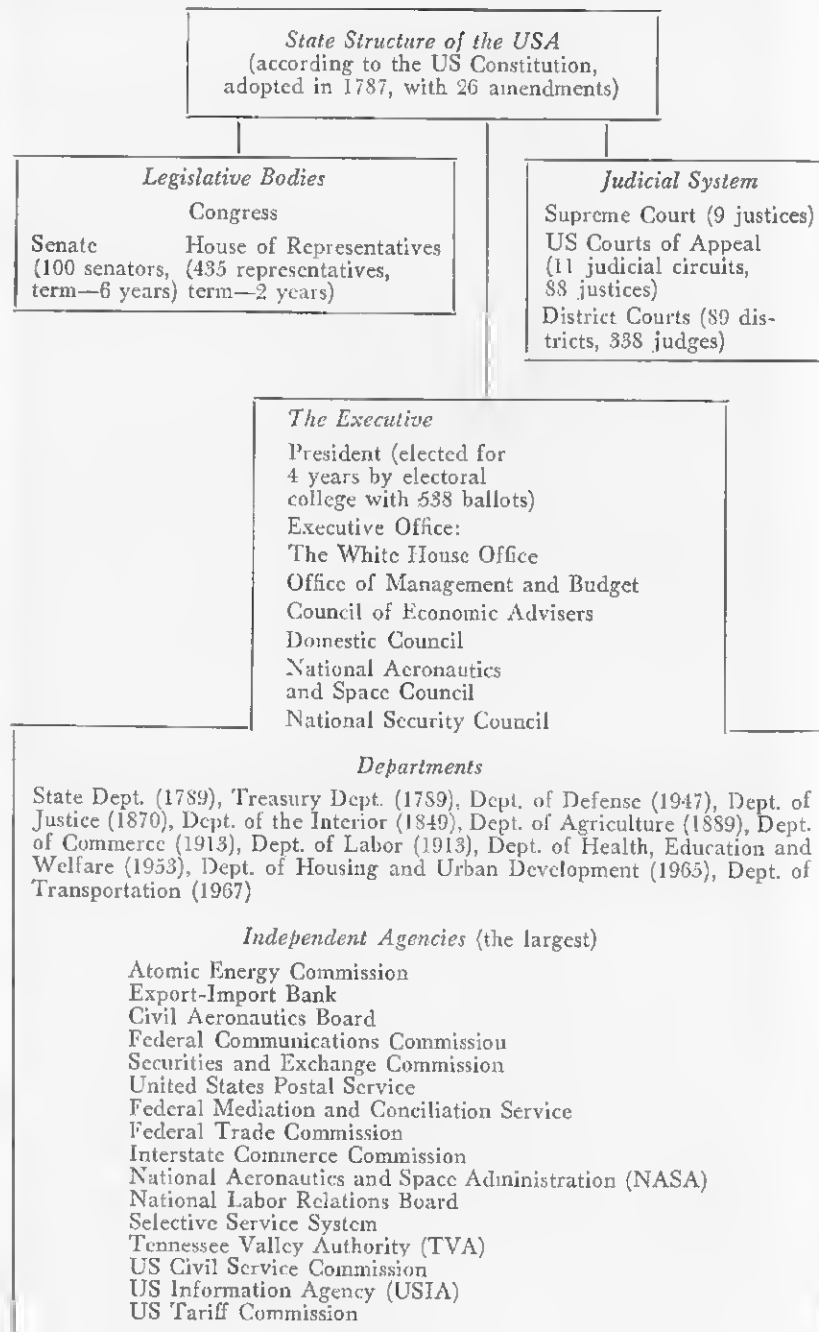 State Structure of the USA
(according to the US Constitution,
adopted in 1787, with 26 amendments)
Legislative Bodies
Congress
Senate House of Representatives
(100 senators, (435 representatives,
term—6 years) term—2 years)
Judicial System
Supreme Court (9 justices)
US Courts of Appeal
(11 judicial circuits,
88 justices)
District Courts (89 dis-
tricts, 338 judges)
The Executive
President (elected for
4 years by electoral
college with 538 ballots)
Executive Office:
The White House Office
Office of Management and Budget
Council of Economic Advisers
Domestic Council
National Aeronautics
and Space Council
National Security Council
Departments
State Dept. (1789), Treasury Dept. (1789), Dept. of Defense (1947), Dept. of
Justice (1870), Dept. of the Interior (1849), Dept. of Agriculture (1889), Dept.
of Commerce (1913), Dept. of Labor (1913), Dept. of Health, Education and
Welfare (1953), Dept. of Housing and Urban Development (1965), Dept. of
Transportation (1967)
Independent Agencies (the largest)
Atomic Energy Commission
Export-Import Bank
Civil Aeronautics Board
Federal Communications Commission
Securities and Exchange Commission
United States Postal Service
Federal Mediation and Conciliation Service
Federal Trade Commission
Interstate Commerce Commission
National Aeronautics and Space Administration (NASA)
National Labor Relations Board
Selective Service System
Tennessee Valley Authority (TVA)
US Civil Service Commission
US Information Agency (USIA)
US Tariff Commission